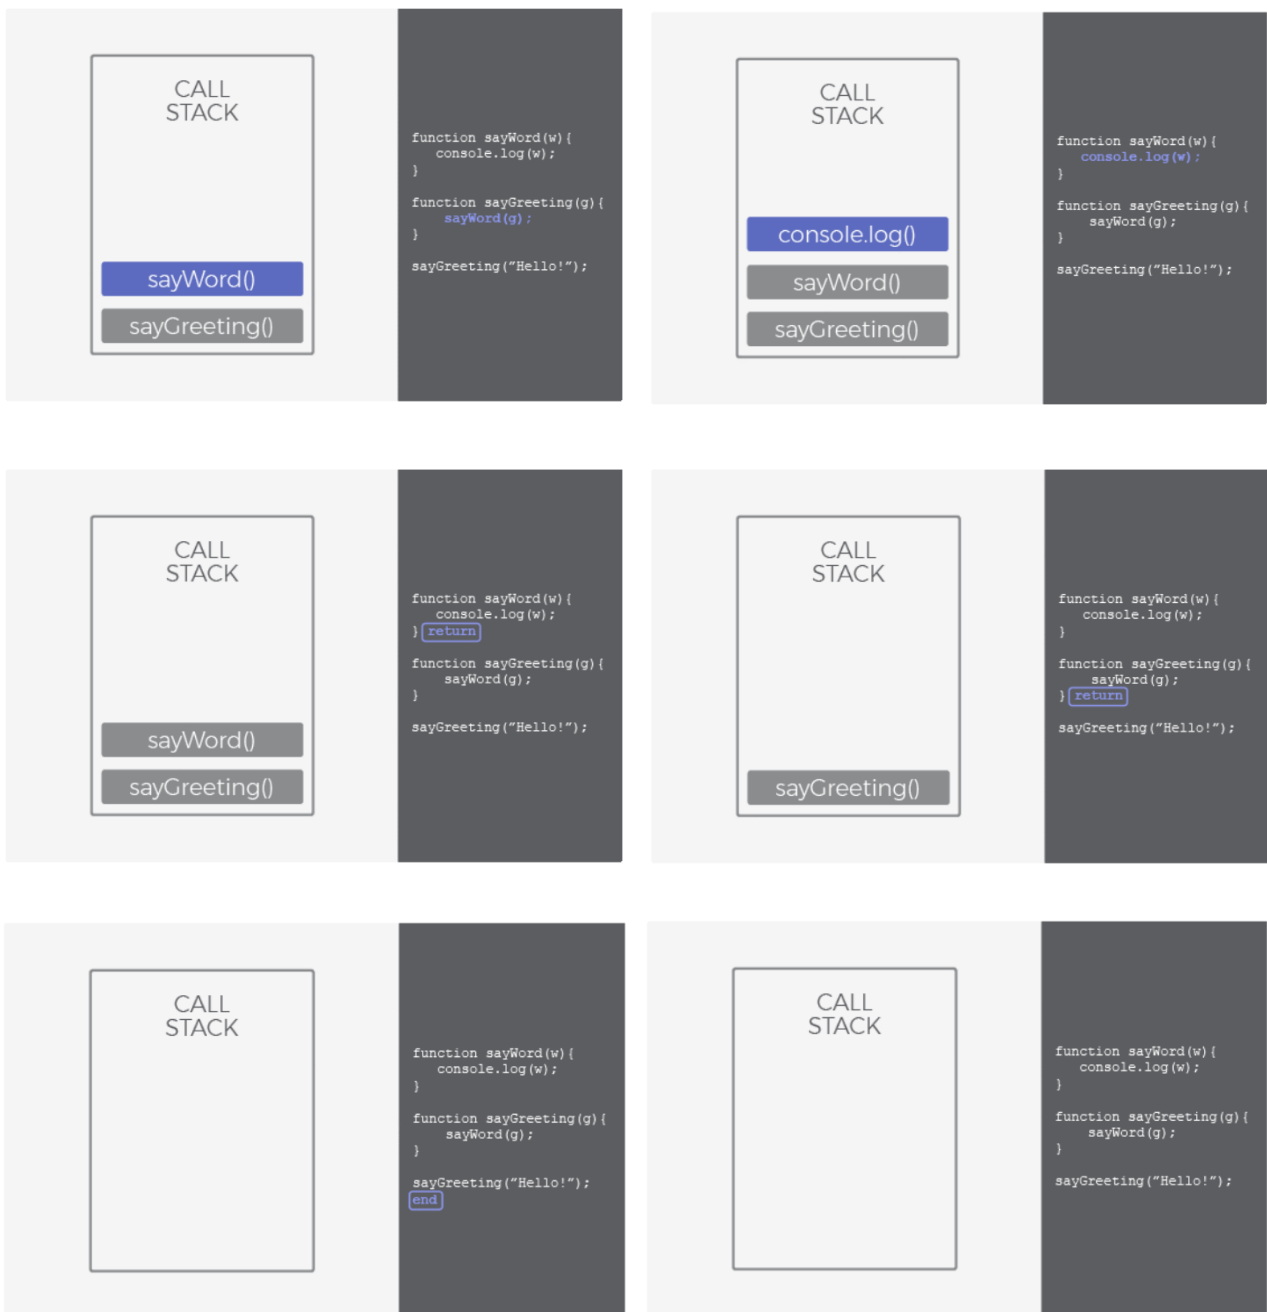 CALL
STACK
sayWord()
sayGreeting()
function sayWord(w){
console.log(w);
}
function sayGreeting(g){
sayWord(g);
}
sayGreeting("Hello!");
CALL
STACK
console.log()
sayWord()
sayGreeting()
function sayWord(w){
console.log(w);
}
function sayGreeting(g){
sayWord(g);
}
sayGreeting("Hello!");
CALL
STACK
sayWord()
sayGreeting()
function sayWord(w){
console.log(w);
} return
function sayGreeting(g){
sayWord(g);
}
sayGreeting("Hello!");
CALL
STACK
sayGreeting()
function sayWord(w){
console.log(w);
}
function sayGreeting(g){
sayWord(g);
} return
sayGreeting("Hello!");
CALL
STACK
function sayWord(w){
console.log(w);
}
function sayGreeting(g){
sayWord(g);
}
sayGreeting("Hello!");
end
CALL
STACK
function sayWord(w){
console.log(w);
}
function sayGreeting(g){
sayWord(g);
}
sayGreeting("Hello!");